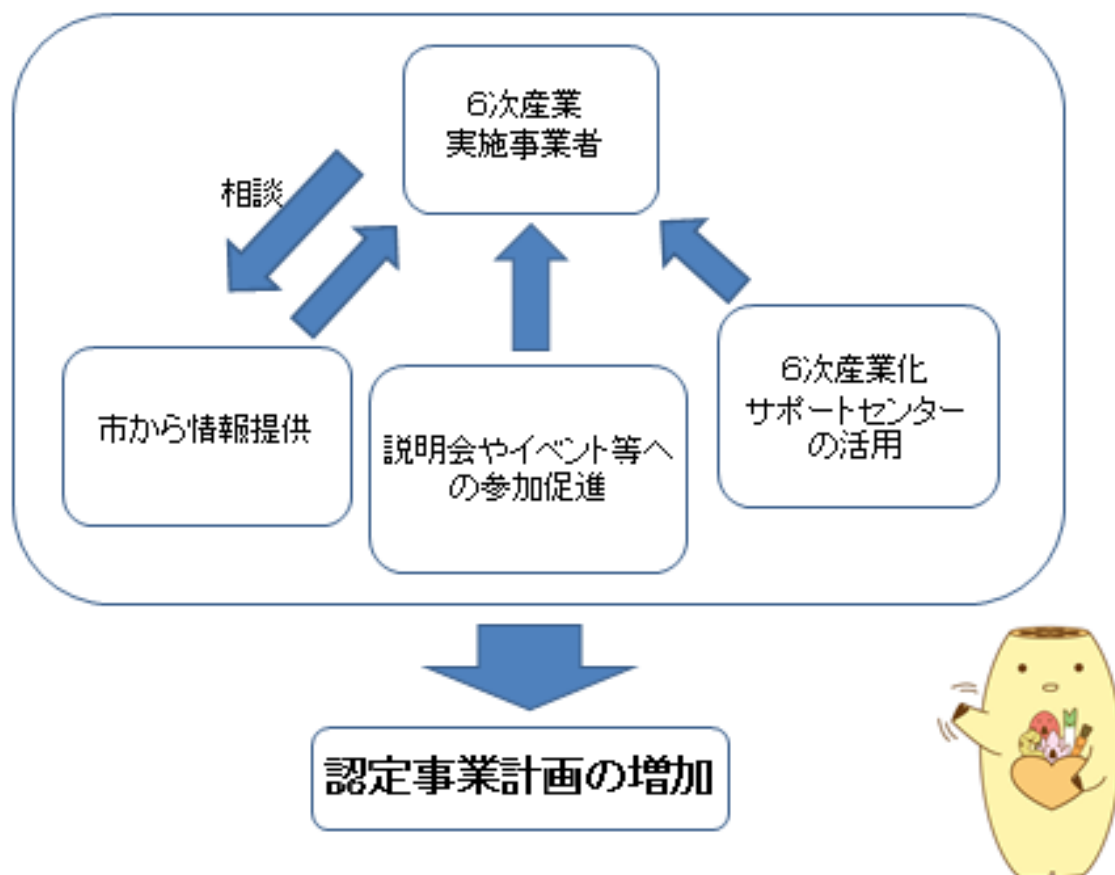 6次産業
実施事業者
相談
市から情報提供
説明会やイベント等へ
の参加促進
6次産業化
サポートセンター
の活用
認定事業計画の増加